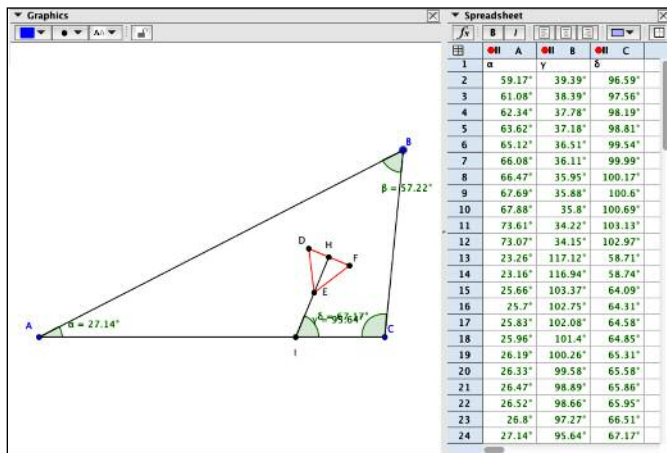 Graphics
Spreadsheet
fx B I
A B C
1 α γ δ
2 59.17° 39.39° 96.59°
3 61.08° 38.39° 97.56°
4 62.34° 37.78° 98.19°
5 63.62° 37.18° 98.81°
6 65.12° 36.51° 99.54°
7 66.08° 36.11° 99.99°
8 66.47° 35.95° 100.17°
9 67.69° 35.88° 100.6°
10 67.88° 35.8° 100.69°
11 73.61° 34.22° 103.13°
12 73.07° 34.15° 102.97°
13 23.26° 117.12° 58.71°
14 23.16° 116.94° 58.74°
15 25.66° 103.37° 64.09°
16 25.7° 102.75° 64.31°
17 25.83° 102.08° 64.58°
18 25.96° 101.4° 64.85°
19 26.19° 100.26° 65.31°
20 26.33° 99.58° 65.58°
21 26.47° 98.89° 65.86°
22 26.52° 98.66° 65.95°
23 26.8° 97.27° 66.51°
24 27.14° 95.64° 67.17°
B
β = 57.22°
D H F
E
δ = 67.17°
γ = 95.64°
A α = 27.14° C
I